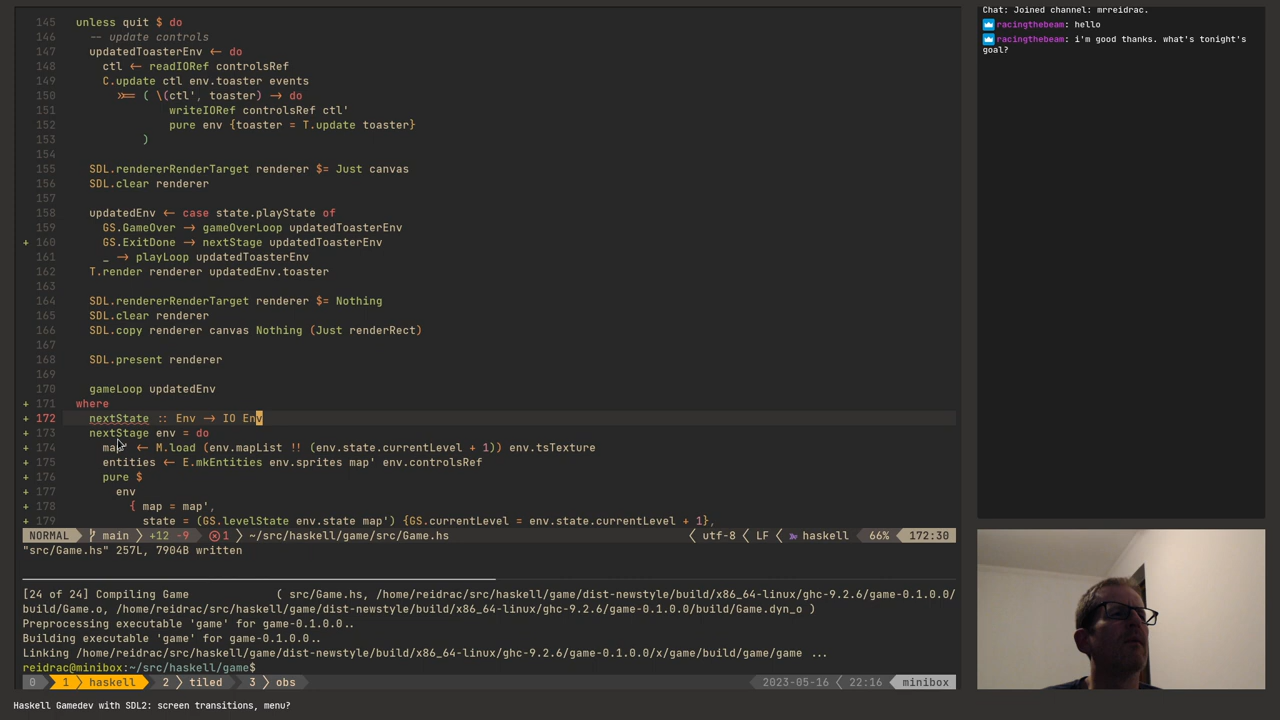 145 unless quit $ do
146 -- update controls
147 updatedToasterEnv <- do
148 ctl <- readIORef controlsRef
149 C.update ctl env.toaster events
150 >>= ( \(ctl', toaster) -> do
151 writeIORef controlsRef ctl'
152 pure env {toaster = T.update toaster}
153 )
154
155 SDL.rendererRenderTarget renderer $= Just canvas
156 SDL.clear renderer
157
158 updatedEnv <- case state.playState of
159 GS.GameOver -> gameOverLoop updatedToasterEnv
+ 160 GS.ExitDone -> nextStage updatedToasterEnv
161 _ -> playLoop updatedToasterEnv
162 T.render renderer updatedEnv.toaster
163
164 SDL.rendererRenderTarget renderer $= Nothing
165 SDL.clear renderer
166 SDL.copy renderer canvas Nothing (Just renderRect)
167
168 SDL.present renderer
169
170 gameLoop updatedEnv
+ 171 where
+ 172 nextState :: Env -> IO Env
+ 173 nextStage env = do
+ 174 map' <- M.load (env.mapList !! (env.state.currentLevel + 1)) env.tsTexture
+ 175 entities <- E.mkEntities env.sprites map' env.controlsRef
+ 176 pure $
+ 177 env
+ 178 { map = map',
+ 179 state = (GS.levelState env.state map') {GS.currentLevel = env.state.currentLevel + 1},
NORMAL main +12 -9 1 ~/src/haskell/game/src/Game.hs utf-8 LF haskell 66% 172:30
"src/Game.hs" 257L, 7904B written
[24 of 24] Compiling Game ( src/Game.hs, /home/reidrac/src/haskell/game/dist-newstyle/build/x86_64-linux/ghc-9.2.6/game-0.1.0.0/
build/Game.o, /home/reidrac/src/haskell/game/dist-newstyle/build/x86_64-linux/ghc-9.2.6/game-0.1.0.0/build/Game.dyn_o )
Preprocessing executable 'game' for game-0.1.0.0..
Building executable 'game' for game-0.1.0.0..
Linking /home/reidrac/src/haskell/game/dist-newstyle/build/x86_64-linux/ghc-9.2.6/game-0.1.0.0/x/game/build/game/game ...
reidrac@minibox:~/src/haskell/game$
0 1 haskell 2 tiled 3 obs 2023-05-16 22:16 minibox
Haskell Gamedev with SDL2: screen transitions, menu?
Chat: Joined channel: mrreidrac.
racingthebeam: hello
racingthebeam: i'm good thanks. what's tonight's
goal?